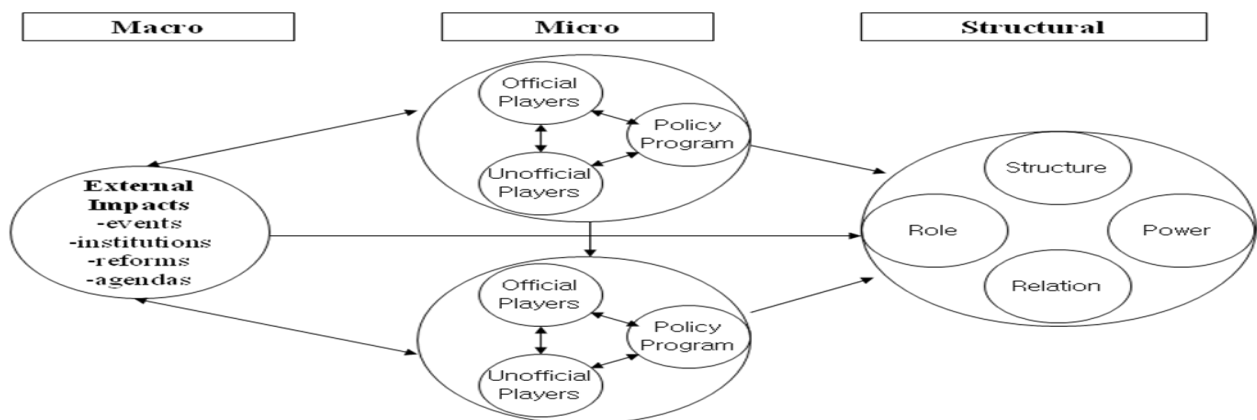 Macro
Micro
Structural
Official
Players
Policy
Program
Unofficial
Players
External
Impacts
-events
-institutions
-reforms
-agendas
Structure
Role
Power
Relation
Official
Players
Policy
Program
Unofficial
Players